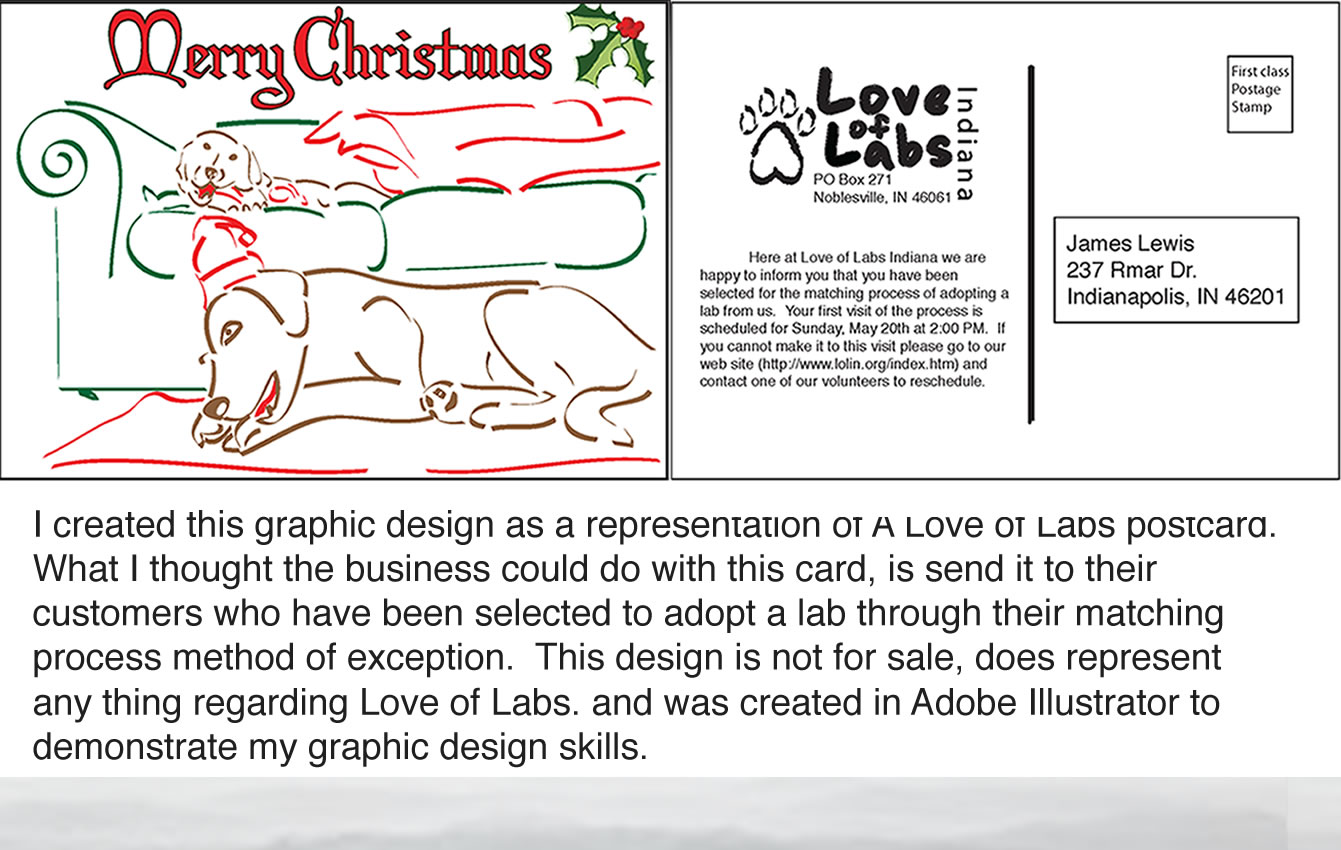 Merry Christmas
Love
of
Labs
Indiana
PO Box 271
Noblesville, IN 46061
Here at Love of Labs Indiana we are
happy to inform you that you have been
selected for the matching process of adopting a
lab from us.  Your first visit of the process is
scheduled for Sunday, May 20th at 2:00 PM.  If
you cannot make it to this visit please go to our
web site (http://www.lolin.org/index.htm) and
contact one of our volunteers to reschedule.
First class
Postage
Stamp
James Lewis
237 Rmar Dr.
Indianapolis, IN 46201
I created this graphic design as a representation of A Love of Labs postcard.
What I thought the business could do with this card, is send it to their
customers who have been selected to adopt a lab through their matching
process method of exception.  This design is not for sale, does represent
any thing regarding Love of Labs. and was created in Adobe Illustrator to
demonstrate my graphic design skills.